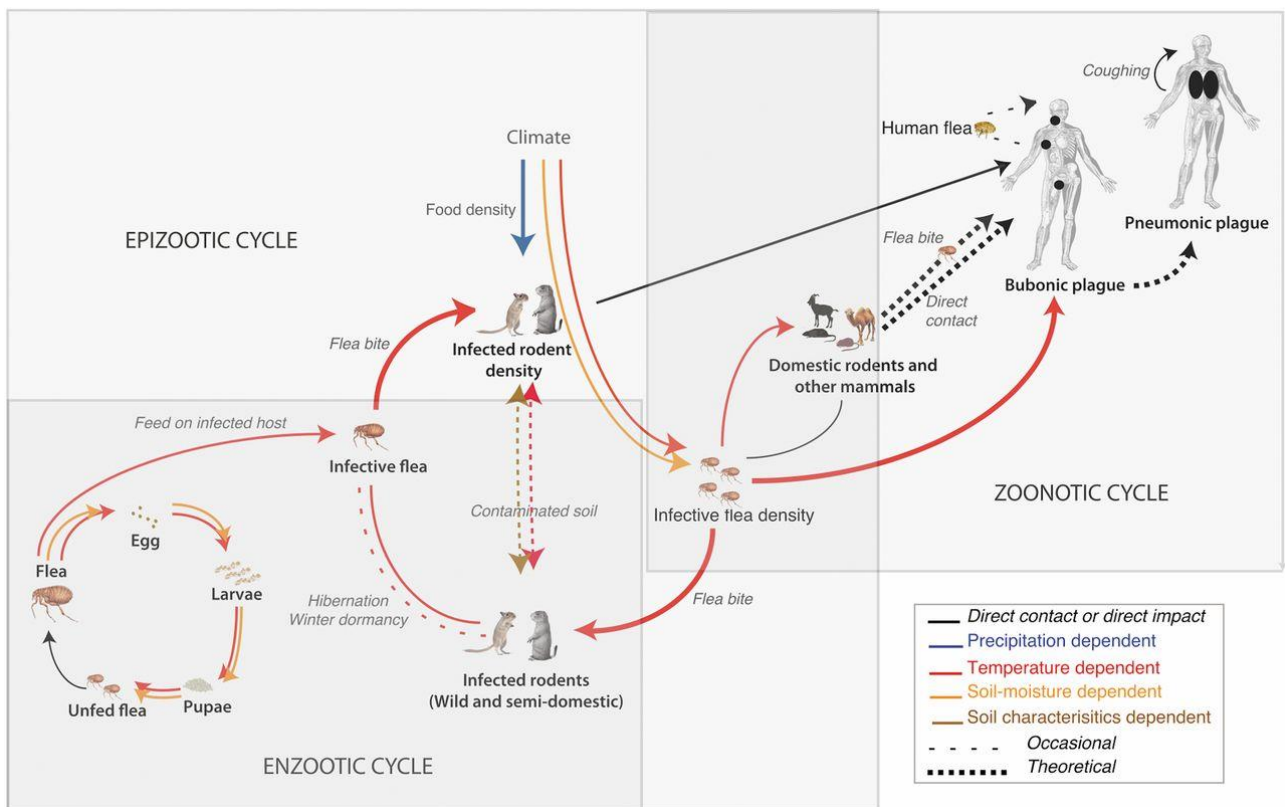 Coughing
Human flea
Climate
Food density
Pneumonic plague
EPIZOOTIC CYCLE
Flea bite
Bubonic plague
Direct
contact
Flea bite
Infected rodent
density
Domestic rodents and
other mammals
Feed on infected host
Infective flea
ZOONOTIC CYCLE
Contaminated soil
Infective flea density
Egg
Flea
Larvae
Hibernation
Winter dormancy
Flea bite
Infected rodents
(Wild and semi-domestic)
Unfed flea
Pupae
ENZOOTIC CYCLE
Direct contact or direct impact
Precipitation dependent
Temperature dependent
Soil-moisture dependent
Soil characterisitics dependent
Occasional
Theoretical